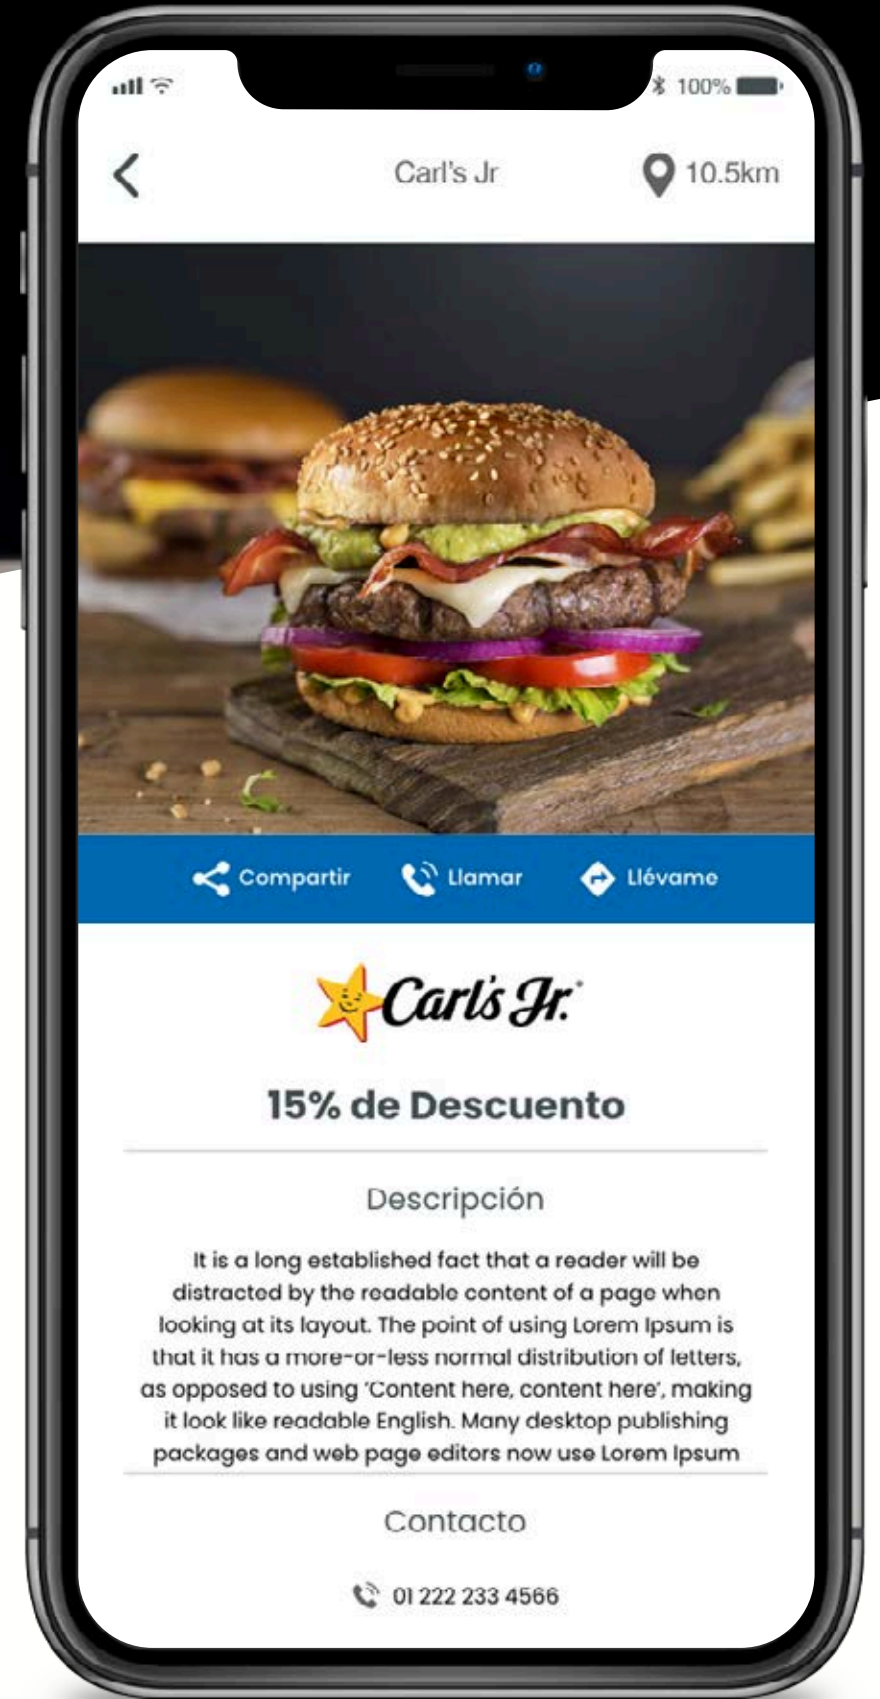 100%
Carl's Jr
10.5km
Compartir
Llamar
Llévame
Carl's Jr.
15% de Descuento
Descripción
It is a long established fact that a reader will be
distracted by the readable content of a page when
looking at its layout. The point of using Lorem Ipsum is
that it has a more-or-less normal distribution of letters,
as opposed to using 'Content here, content here', making
it look like readable English. Many desktop publishing
packages and web page editors now use Lorem Ipsum
Contacto
01 222 233 4566